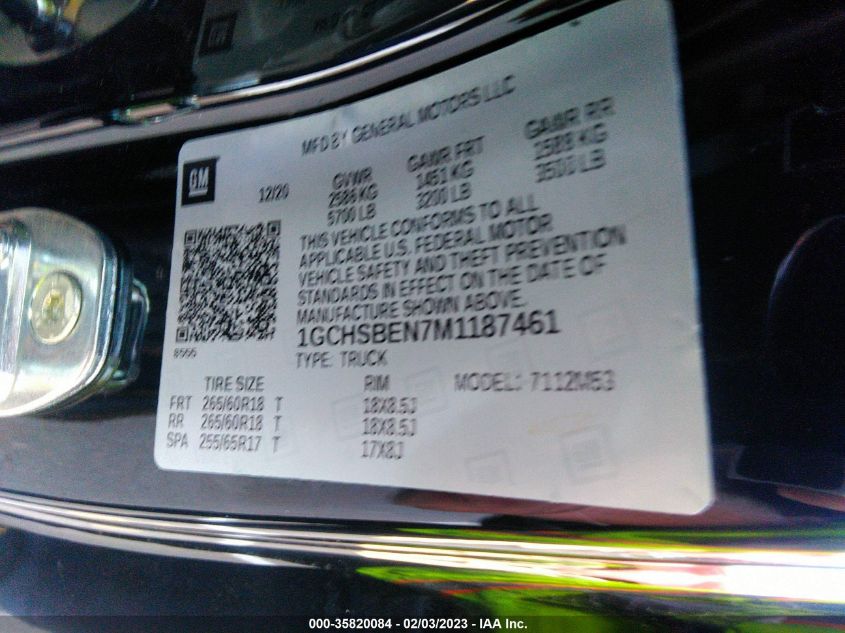 MFD BY GENERAL MOTORS LLC
GM
12/20
GVWR GAWR FRT GAWR RR
2586 KG 1451 KG 1588 KG
5700 LB 3200 LB 3500 LB
THIS VEHICLE CONFORMS TO ALL
APPLICABLE U.S. FEDERAL MOTOR
VEHICLE SAFETY AND THEFT PREVENTION
STANDARDS IN EFFECT ON THE DATE OF
MANUFACTURE SHOWN ABOVE.
1GCHSBEN7M1187461
TYPE: TRUCK
TIRE SIZE RIM MODEL: 7112M53
FRT 265/60R18 T 18X8.5J
RR 265/60R18 T 18X8.5J
SPA 255/65R17 T 17X8J
000-35820084 - 02/03/2023 - IAA Inc.